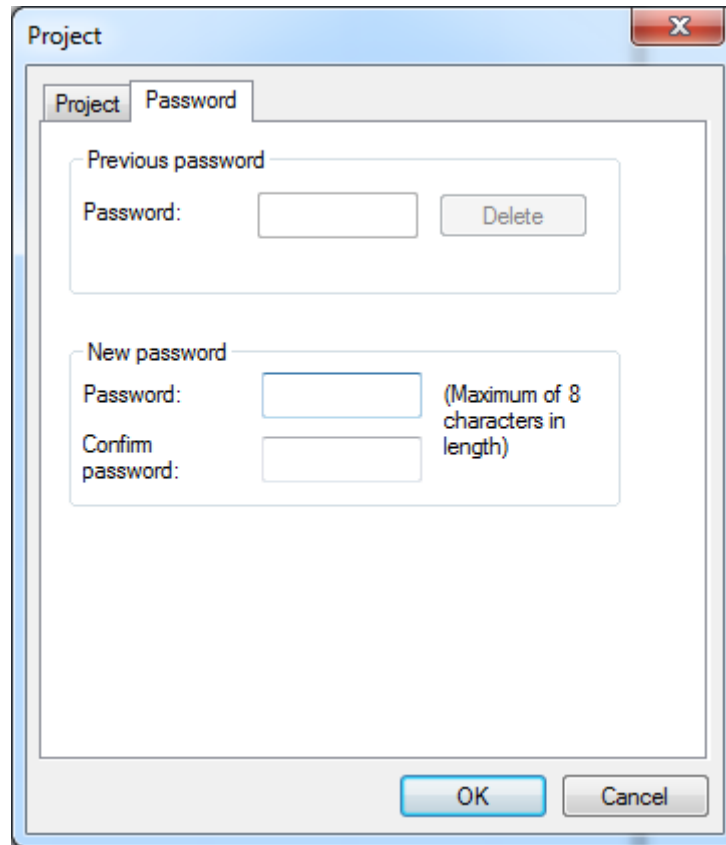 Project
Project
Password
Previous password
Password:
Delete
New password
Password:
(Maximum of 8
characters in
length)
Confirm
password:
OK
Cancel